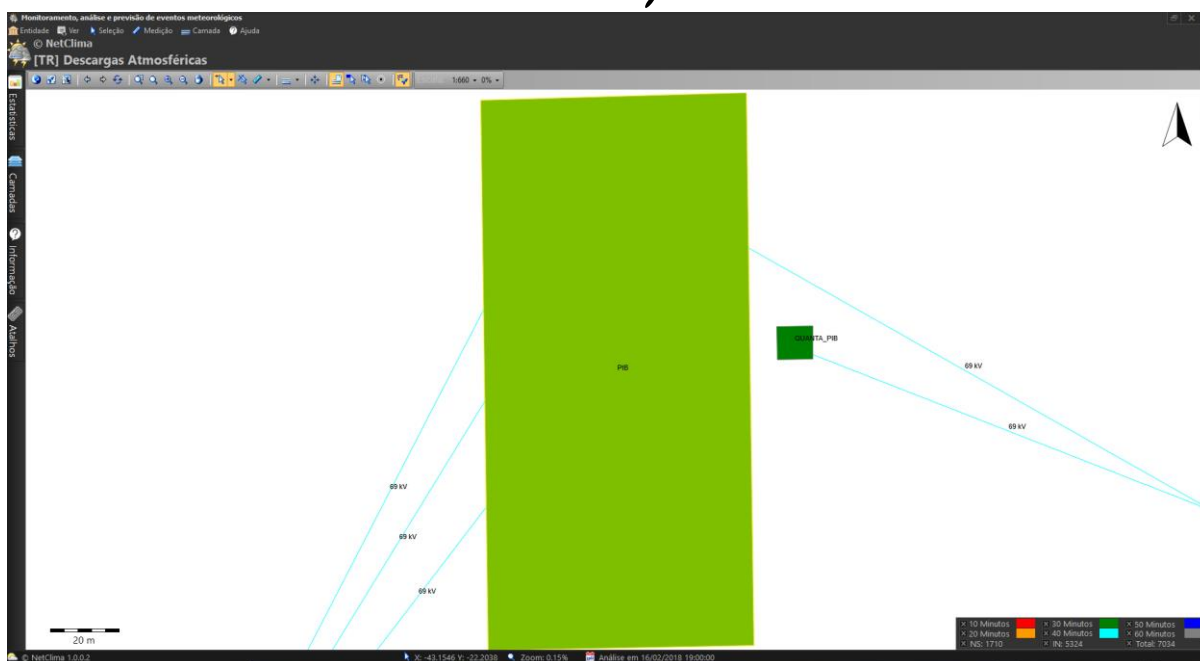 Monitoramento, análise e previsão de eventos meteorológicos
Entidade Ver Seleção Medição Camada Ajuda
© NetClima
[TR] Descargas Atmosféricas
1:660 0%
Estatísticas
Camadas
Informação
Atalhos
PIB
QUANTA_PIB
69 kV
69 kV
69 kV
69 kV
69 kV
20 m
10 Minutos 30 Minutos 50 Minutos
20 Minutos 40 Minutos 60 Minutos
NS: 1710 IN: 5324 Total: 7034
© NetClima 1.0.0.2 X: -43.1546 Y: -22.2038 Zoom: 0.15% Análise em 16/02/2018 19:00:00